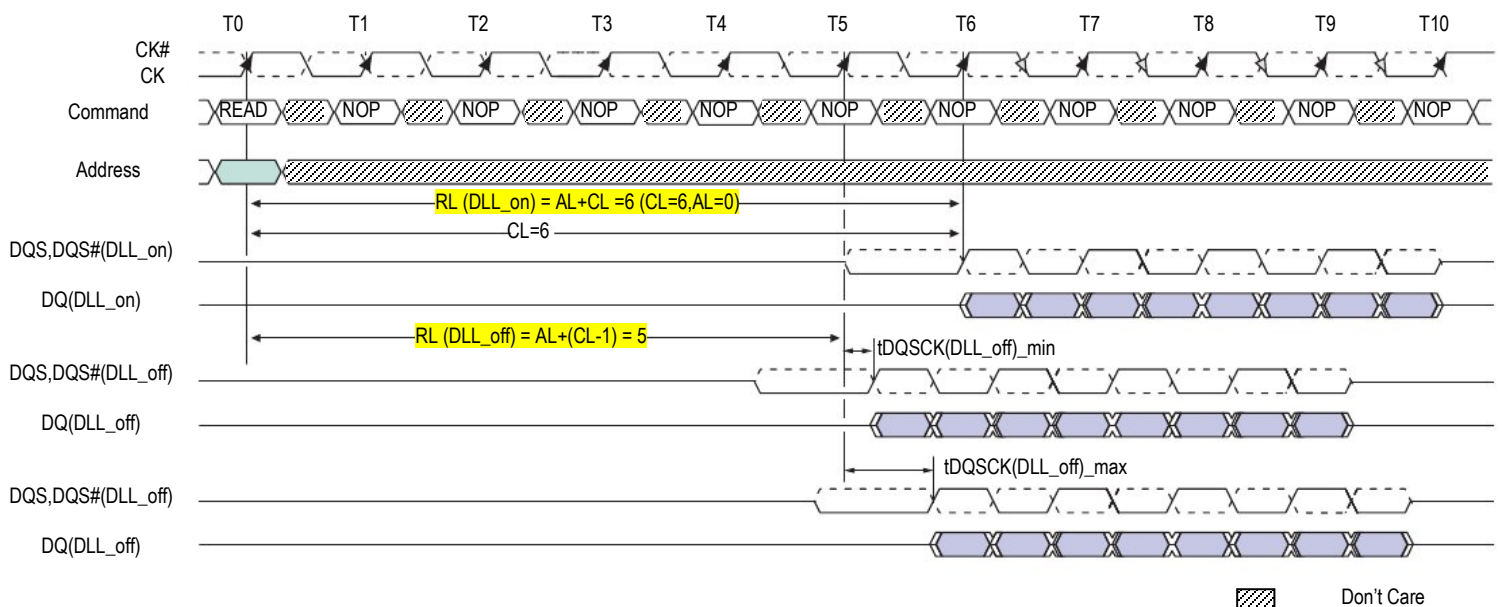 T0 T1 T2 T3 T4 T5 T6 T7 T8 T9 T10
CK#
CK
Command READ NOP NOP NOP NOP NOP NOP NOP NOP NOP NOP
Address
RL (DLL_on) = AL+CL =6 (CL=6,AL=0)
CL=6
DQS,DQS#(DLL_on)
DQ(DLL_on)
RL (DLL_off) = AL+(CL-1) = 5
tDQSCK(DLL_off)_min
DQS,DQS#(DLL_off)
DQ(DLL_off)
tDQSCK(DLL_off)_max
DQS,DQS#(DLL_off)
DQ(DLL_off)
Don't Care